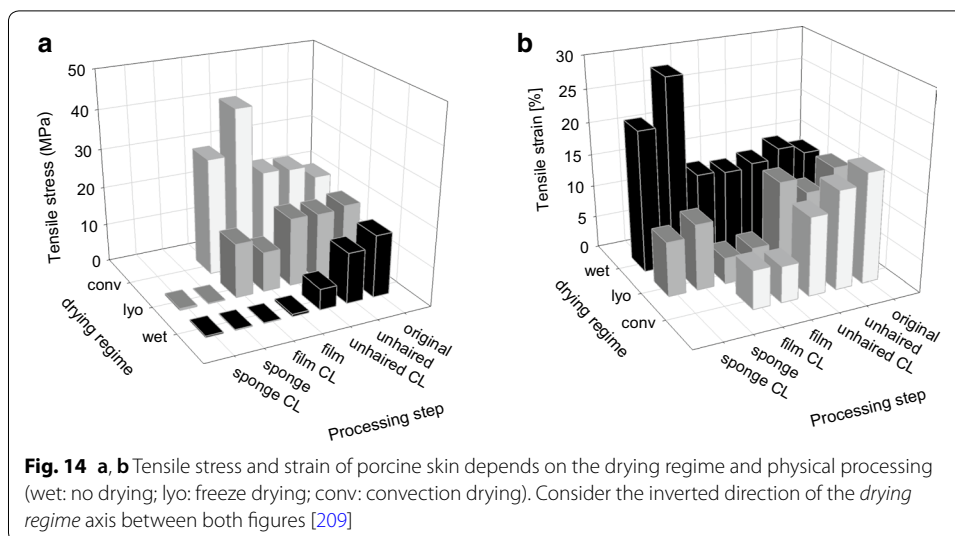 a
50
40
30
20
10
0
Tensile stress (MPa)
conv
lyo
wet
drying regime
sponge CL
sponge
film CL
film
unhaired CL
unhaired
original
Processing step
b
30
25
20
15
10
5
0
Tensile strain [%]
wet
lyo
conv
drying regime
sponge CL
sponge
film CL
film
unhaired CL
unhaired
original
Processing step
Fig. 14 a, b Tensile stress and strain of porcine skin depends on the drying regime and physical processing
(wet: no drying; lyo: freeze drying; conv: convection drying). Consider the inverted direction of the drying
regime axis between both figures [209]